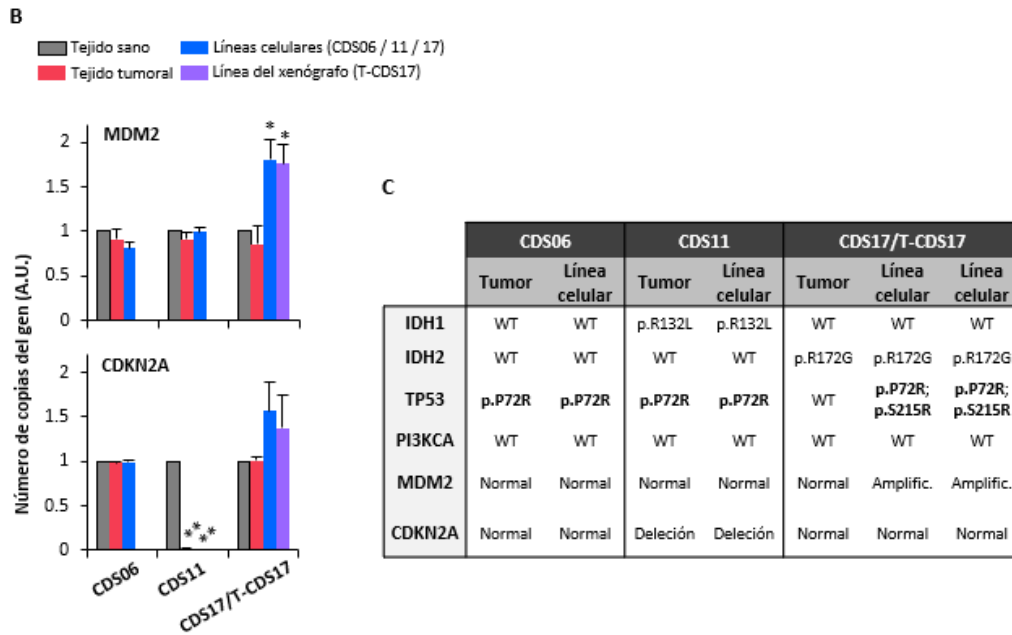 B
Tejido sano
Líneas celulares (CDS06 / 11 / 17)
Tejido tumoral
Línea del xenógrafo (T-CDS17)
Número de copias del gen (A.U.)
MDM2
* *
2
1.5
1
0.5
0
CDKN2A
2
1.5
1
0.5
0
** **
CDS06 CDS11 CDS17/T-CDS17
C
CDS06 CDS11 CDS17/T-CDS17
Tumor Línea celular Tumor Línea celular Tumor Línea celular Línea celular
IDH1 WT WT p.R132L p.R132L WT WT WT
IDH2 WT WT WT WT p.R172G p.R172G p.R172G
TP53 p.P72R p.P72R p.P72R p.P72R WT p.P72R; p.S215R p.P72R; p.S215R
PI3KCA WT WT WT WT WT WT WT
MDM2 Normal Normal Normal Normal Normal Amplific. Amplific.
CDKN2A Normal Normal Deleción Deleción Normal Normal Normal